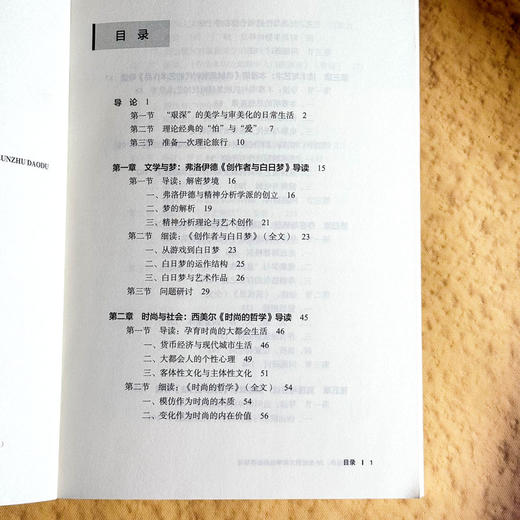 UNZHU DAODU
目录
导论 1
第一节 “艰深”的美学与审美化的日常生活 2
第二节 理论经典的“怕”与“爱” 7
第三节 准备一次理论旅行 10
第一章 文学与梦：弗洛伊德《创作者与白日梦》导读 15
第一节 导读：解密梦境 16
一、弗洛伊德与精神分析学派的创立 16
二、梦的解析 19
三、精神分析理论与艺术创作 21
第二节 细读：《创作者与白日梦》（全文） 23
一、从游戏到白日梦 23
二、白日梦的运作结构 25
三、白日梦与艺术作品 26
第三节 问题研讨 29
第二章 时尚与社会：西美尔《时尚的哲学》导读 45
第一节 导读：孕育时尚的大都会生活 46
一、货币经济与现代城市生活 46
二、大都会人的个性心理 49
三、客体性文化与主体性文化 51
第二节 细读：《时尚的哲学》（全文） 54
一、模仿作为时尚的本质 54
二、变化作为时尚的内在价值 56
目录 | 1